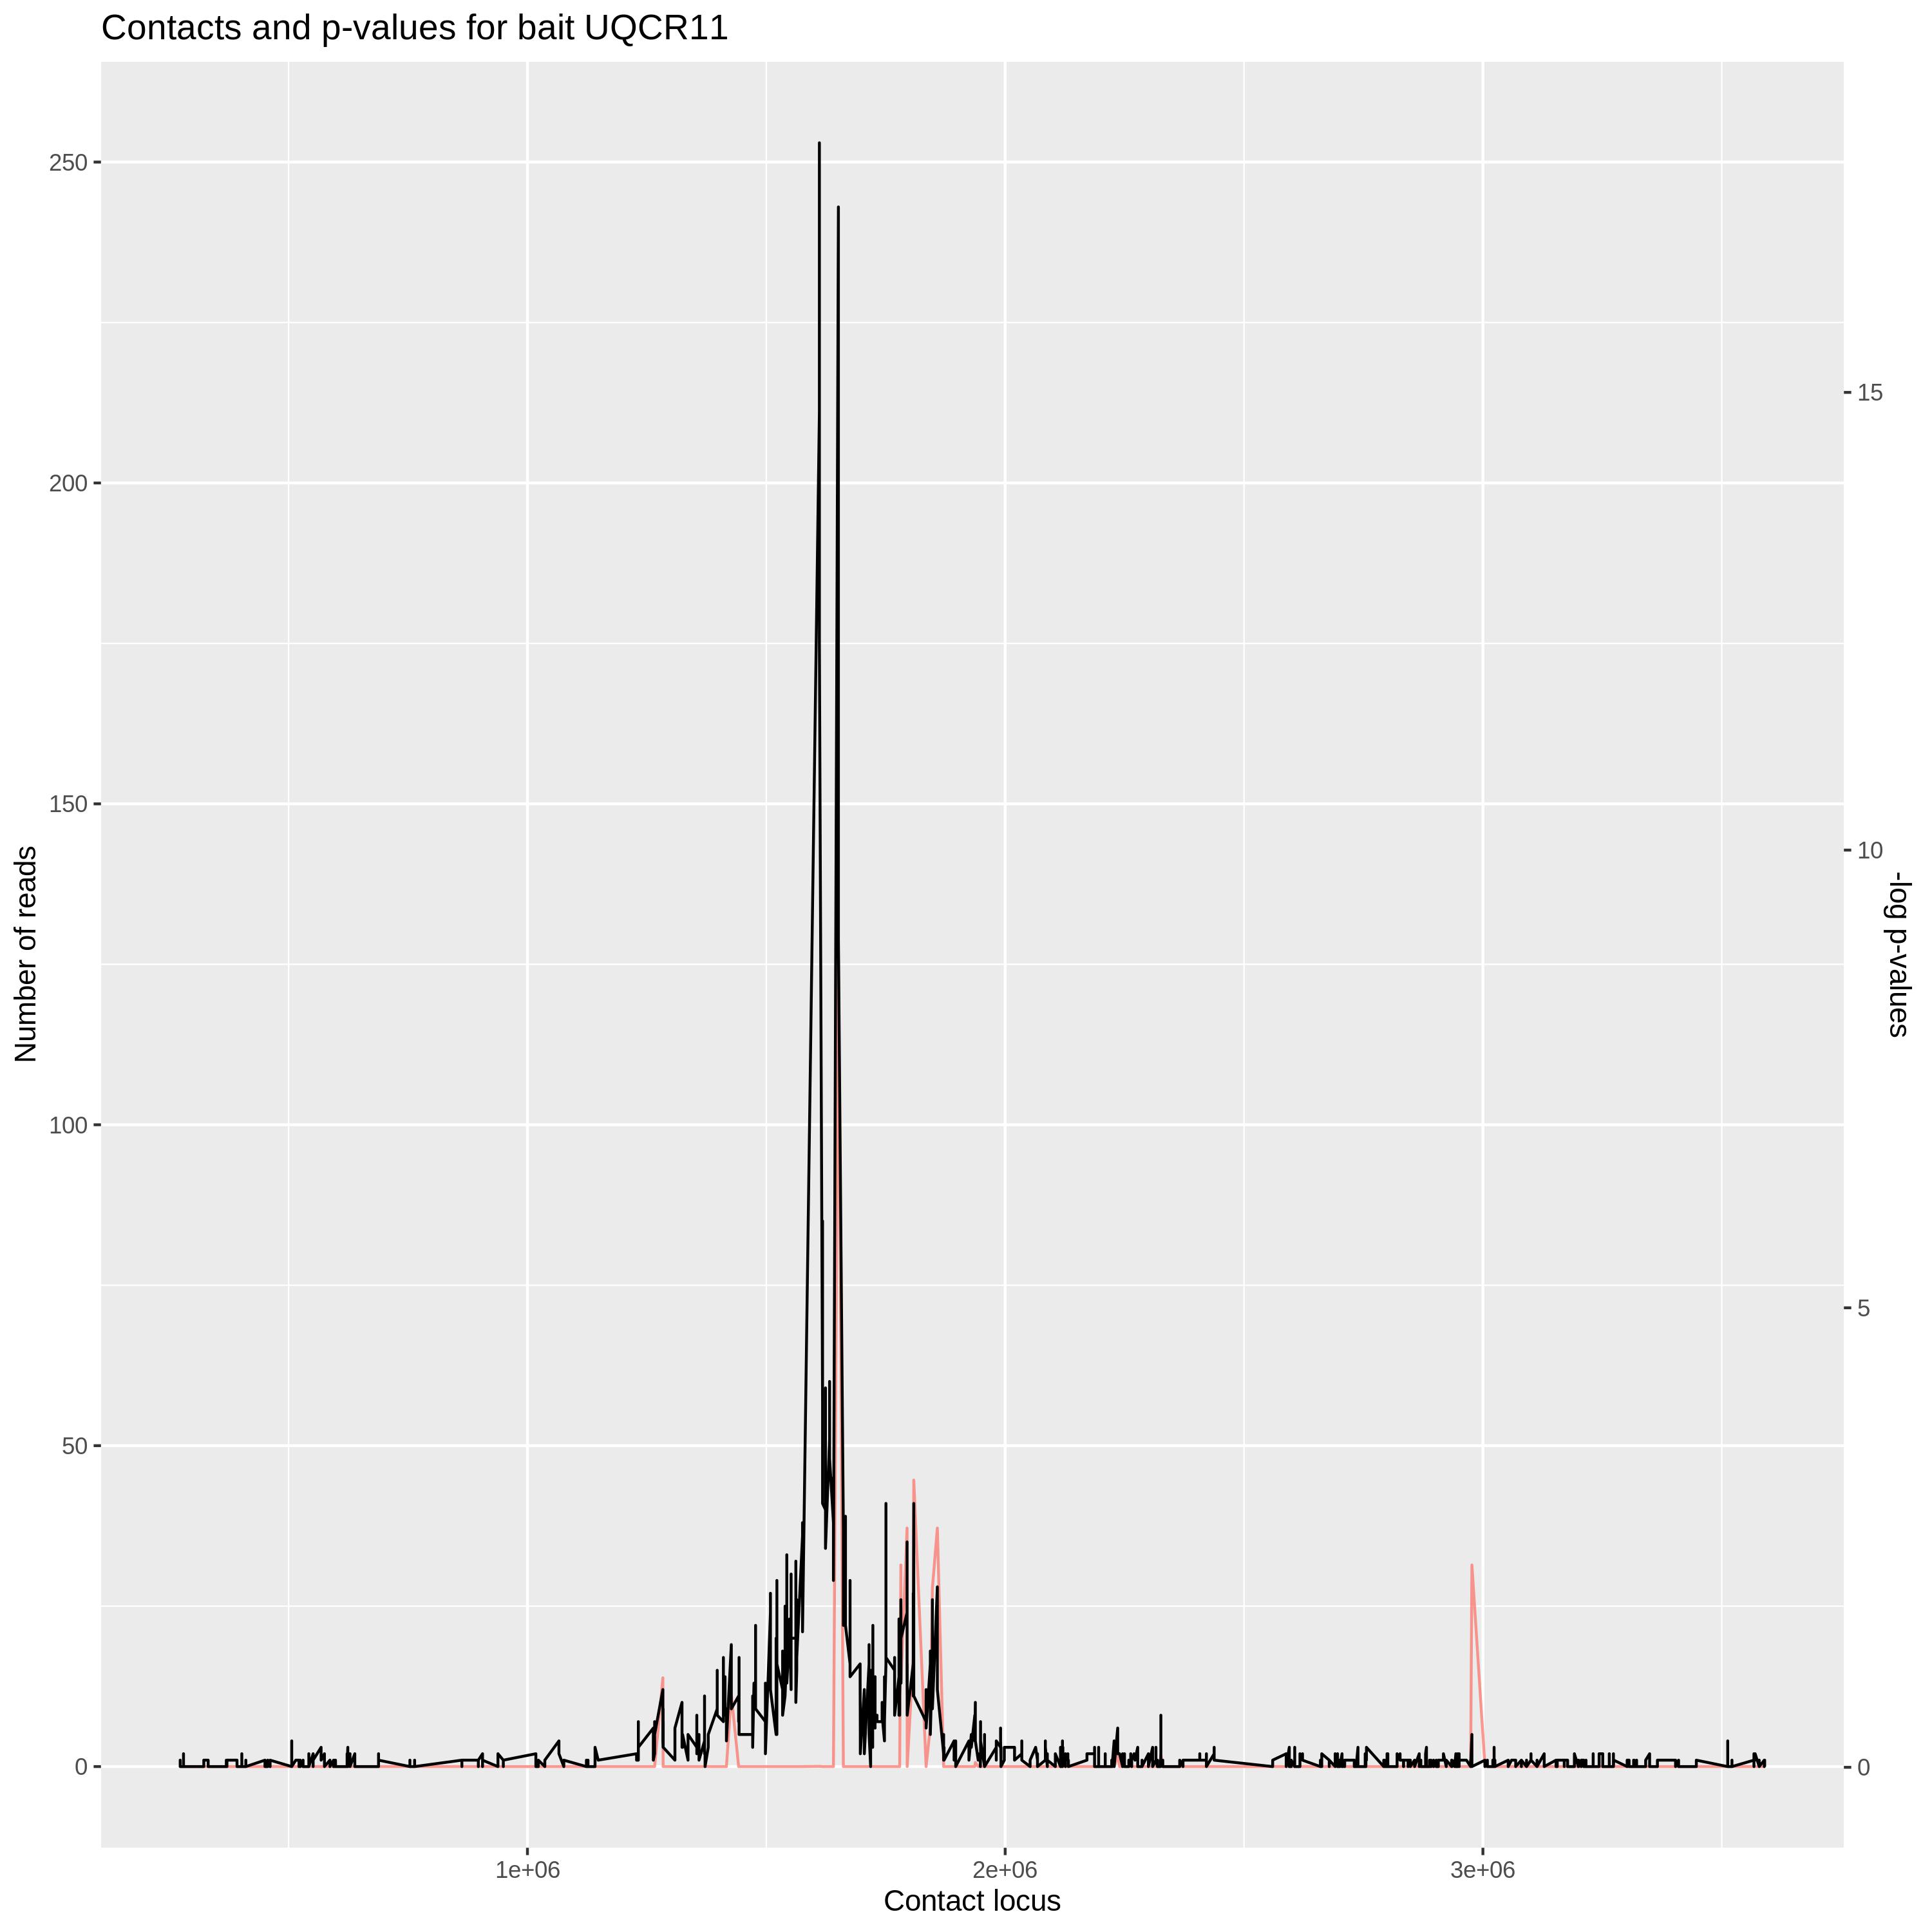 Contacts and p-values for bait UQCR11
Number of reads
250
200
150
100
50
0
15
10
5
0
-log p-values
1e+06
2e+06
3e+06
Contact locus